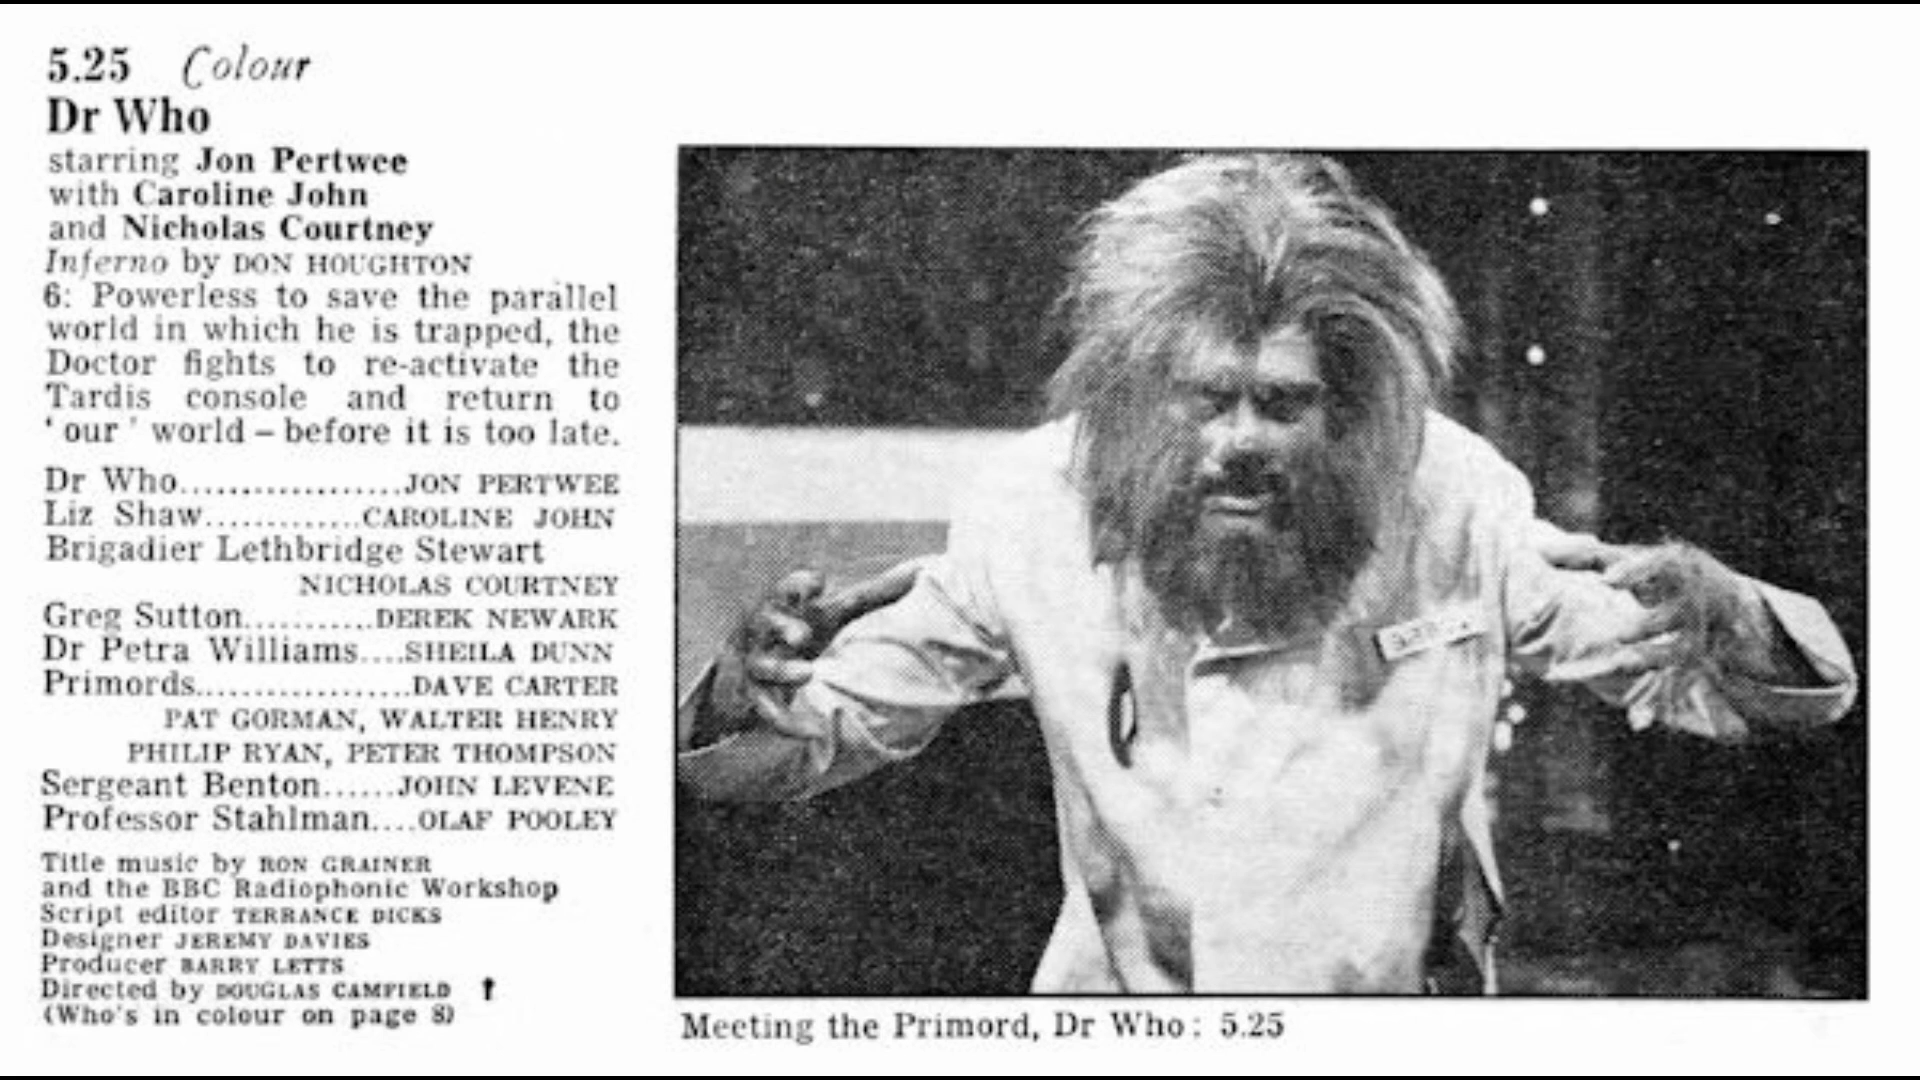 5.25 Colour
Dr Who
starring Jon Pertwee
with Caroline John
and Nicholas Courtney
Inferno by DON HOUGHTON
6: Powerless to save the parallel
world in which he is trapped, the
Doctor fights to re-activate the
Tardis console and return to
‘our’ world – before it is too late.
Dr Who...................JON PERTWEE
Liz Shaw.............CAROLINE JOHN
Brigadier Lethbridge Stewart
NICHOLAS COURTNEY
Greg Sutton...........DEREK NEWARK
Dr Petra Williams....SHEILA DUNN
Primords..................DAVE CARTER
PAT GORMAN, WALTER HENRY
PHILIP RYAN, PETER THOMPSON
Sergeant Benton......JOHN LEVENE
Professor Stahlman....OLAF POOLEY
Title music by RON GRAINER
and the BBC Radiophonic Workshop
Script editor TERRANCE DICKS
Designer JEREMY DAVIES
Producer BARRY LETTS
Directed by DOUGLAS CAMFIELD †
(Who's in colour on page 8)
Meeting the Primord, Dr Who: 5.25